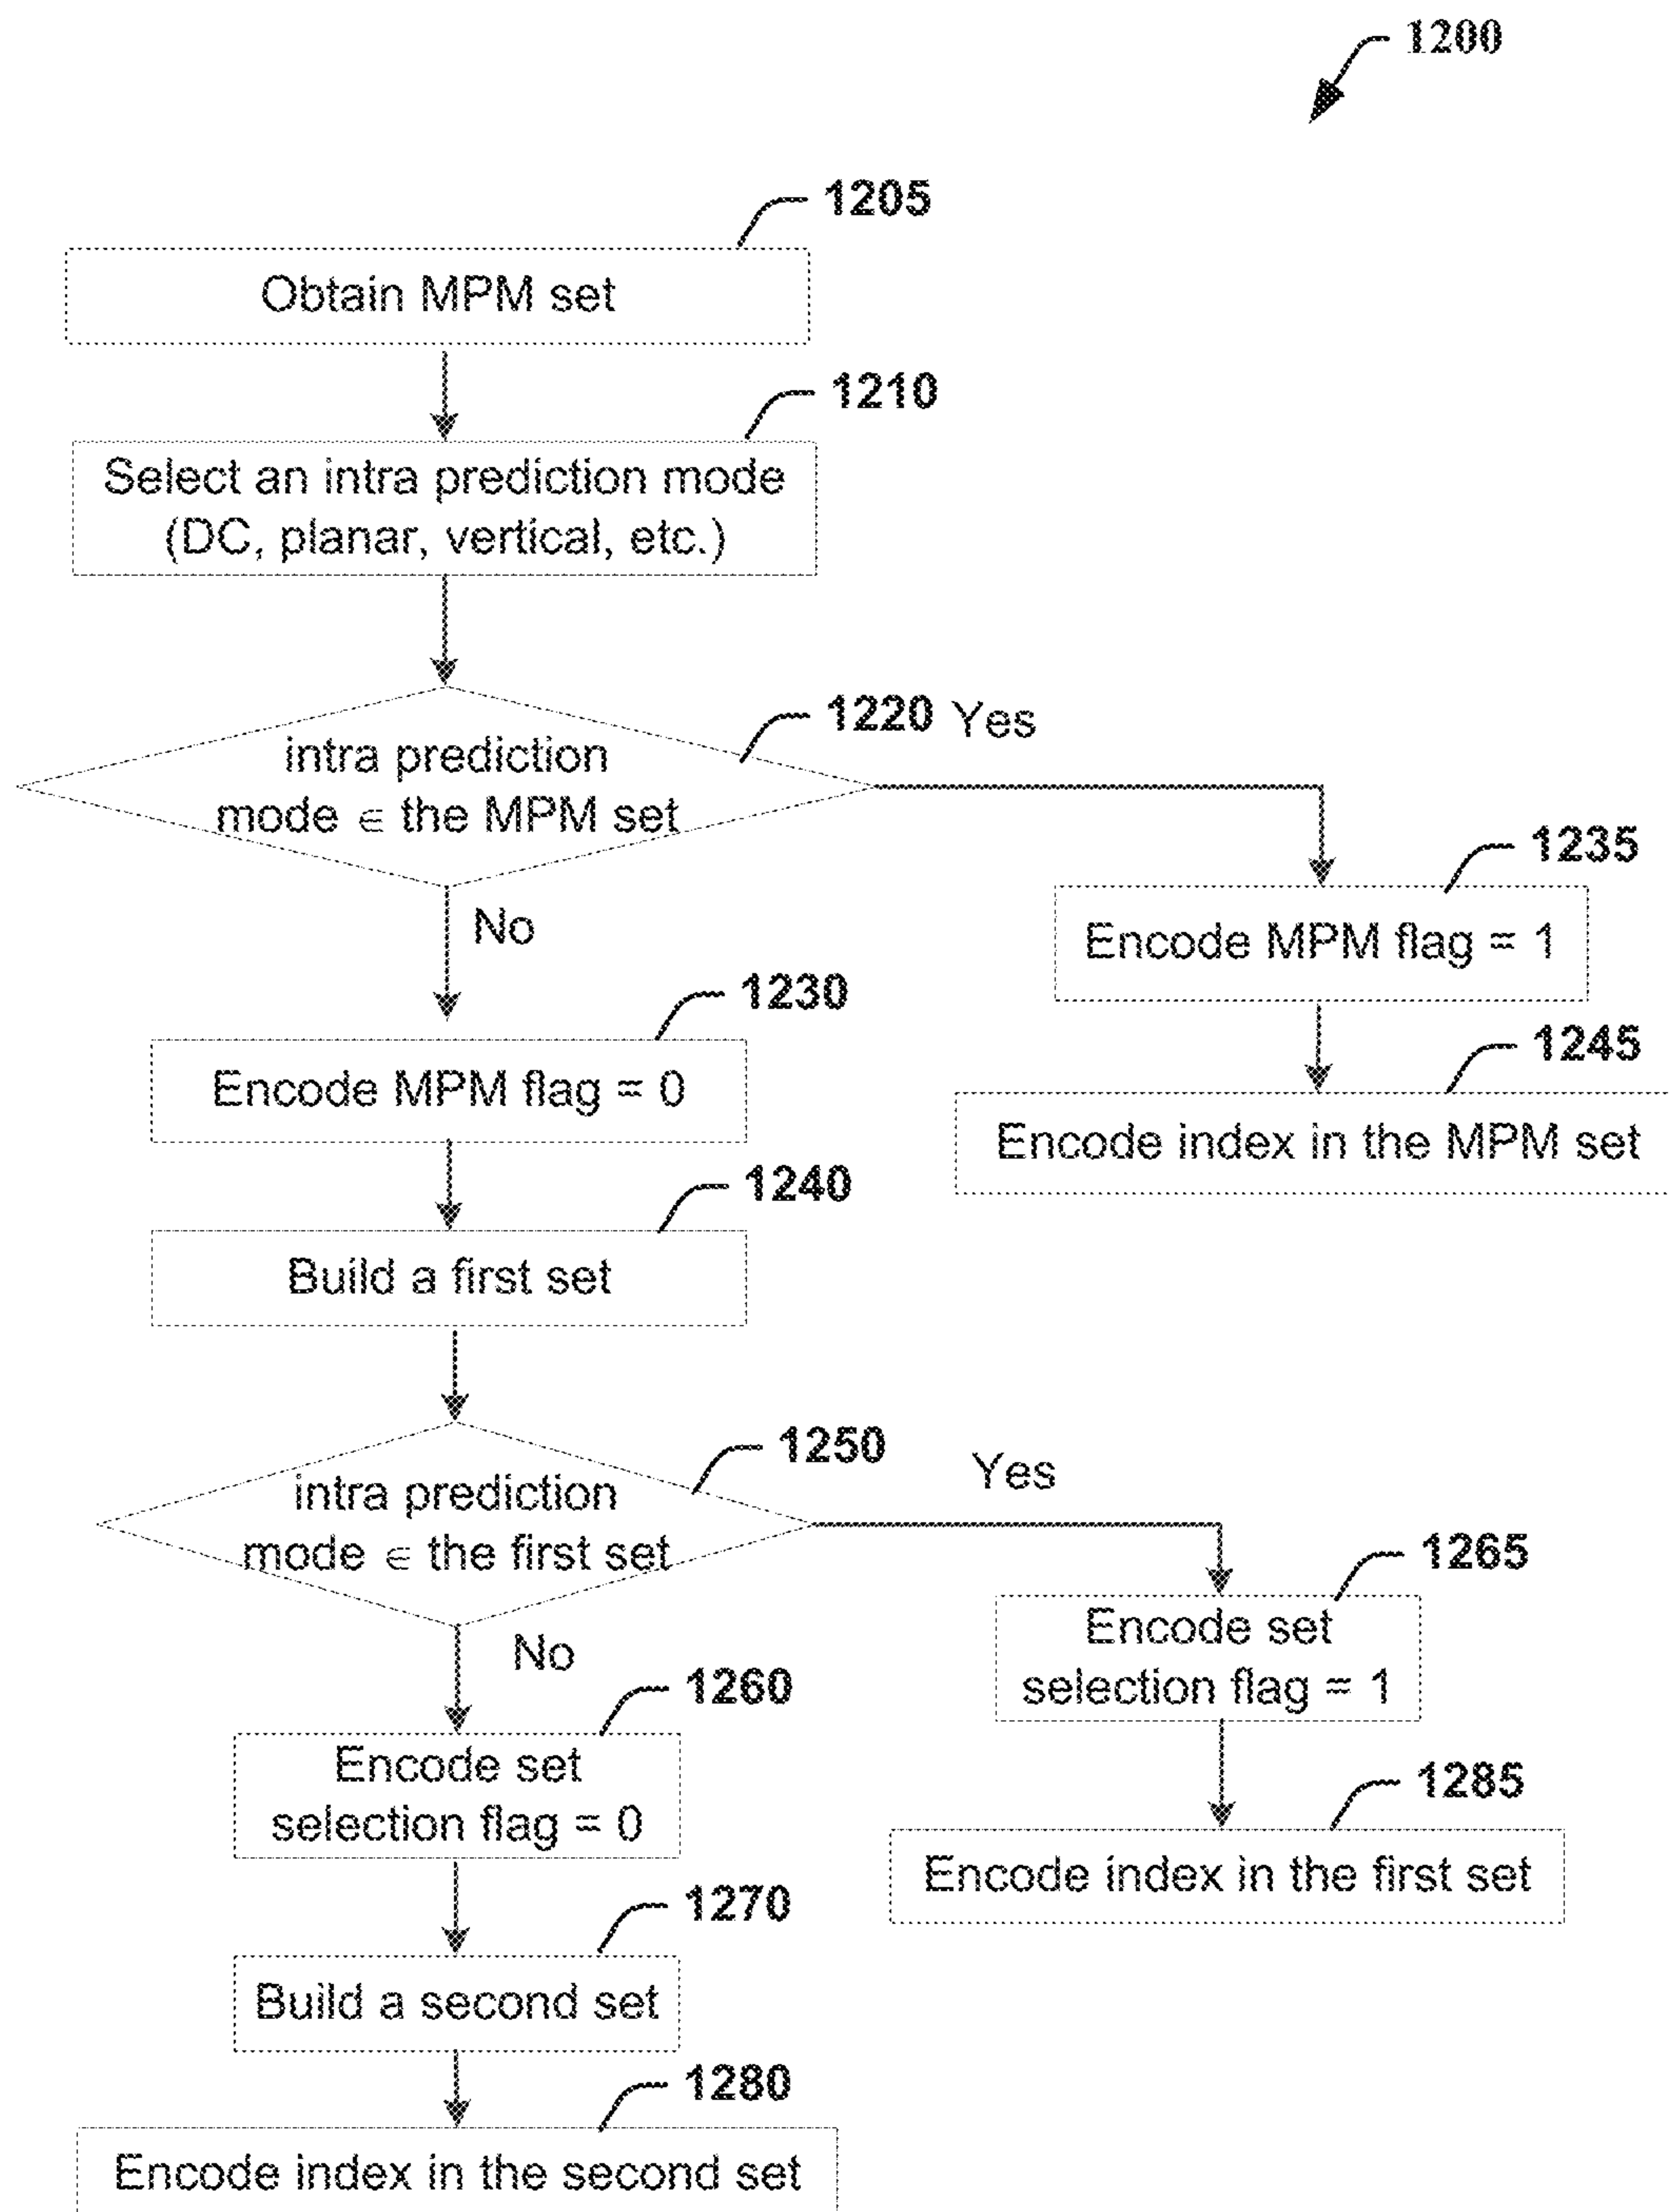 1200
1205
Obtain MPM set
1210
Select an intra prediction mode
(DC, planar, vertical, etc.)
1220 Yes
intra prediction
mode ∈ the MPM set
1235
Encode MPM flag = 1
No
1230
Encode MPM flag = 0
1245
Encode index in the MPM set
1240
Build a first set
1250
Yes
intra prediction
mode ∈ the first set
1265
Encode set
selection flag = 1
No
1260
Encode set
selection flag = 0
1285
Encode index in the first set
1270
Build a second set
1280
Encode index in the second set